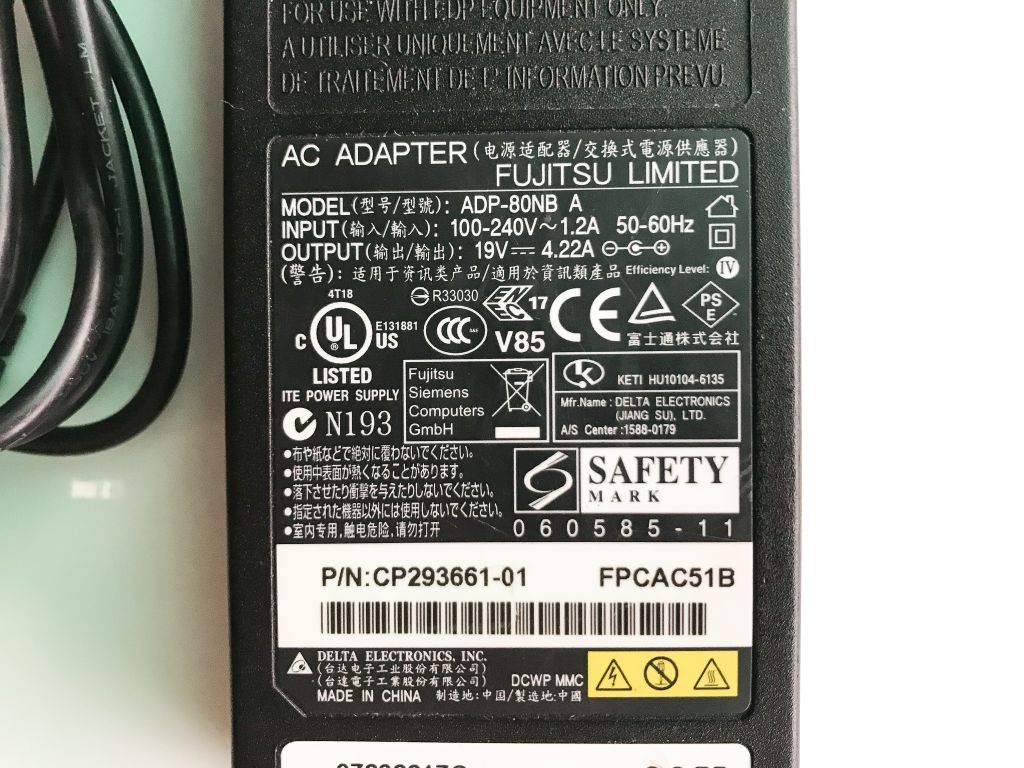 FOR USE WITH EDP EQUIPMENT ONLY.
A UTILISER UNIQUEMENT AVEC LE SYSTEME
DE TRAITEMENT DE L' INFORMATION PREVU.
AC ADAPTER (电源适配器/交換式電源供應器)
FUJITSU LIMITED
MODEL(型号/型號): ADP-80NB A
INPUT(输入/輸入): 100-240V~1.2A 50-60Hz
OUTPUT(输出/輸出): 19V⎓ 4.22A
(警告): 适用于资讯类产品/適用於資訊類產品 Efficiency Level: IV
4T18
R33030
17
c UL US
E131881
LISTED
ITE POWER SUPPLY
CCC S&E
V85
CE
PSE
富士通株式会社
N193
Fujitsu
Siemens
Computers
GmbH
KETI HU10104-6135
Mfr.Name : DELTA ELECTRONICS
(JIANG SU), LTD.
A/S Center :1588-0179
•布や紙などで絶対に覆わないでください。
•使用中表面が熱くなることがあります。
•落下させたり衝撃を与えたりしないでください。
•指定された機器以外には使用しないでください。
•室内专用,触电危险,请勿打开
SAFETY
MARK
060585-11
P/N:CP293661-01 FPCAC51B
DELTA ELECTRONICS, INC.
(台达电子工业股份有限公司)
(台達電子工業股份有限公司)
MADE IN CHINA 制造地:中国/製造地:中國
DCWP MMC